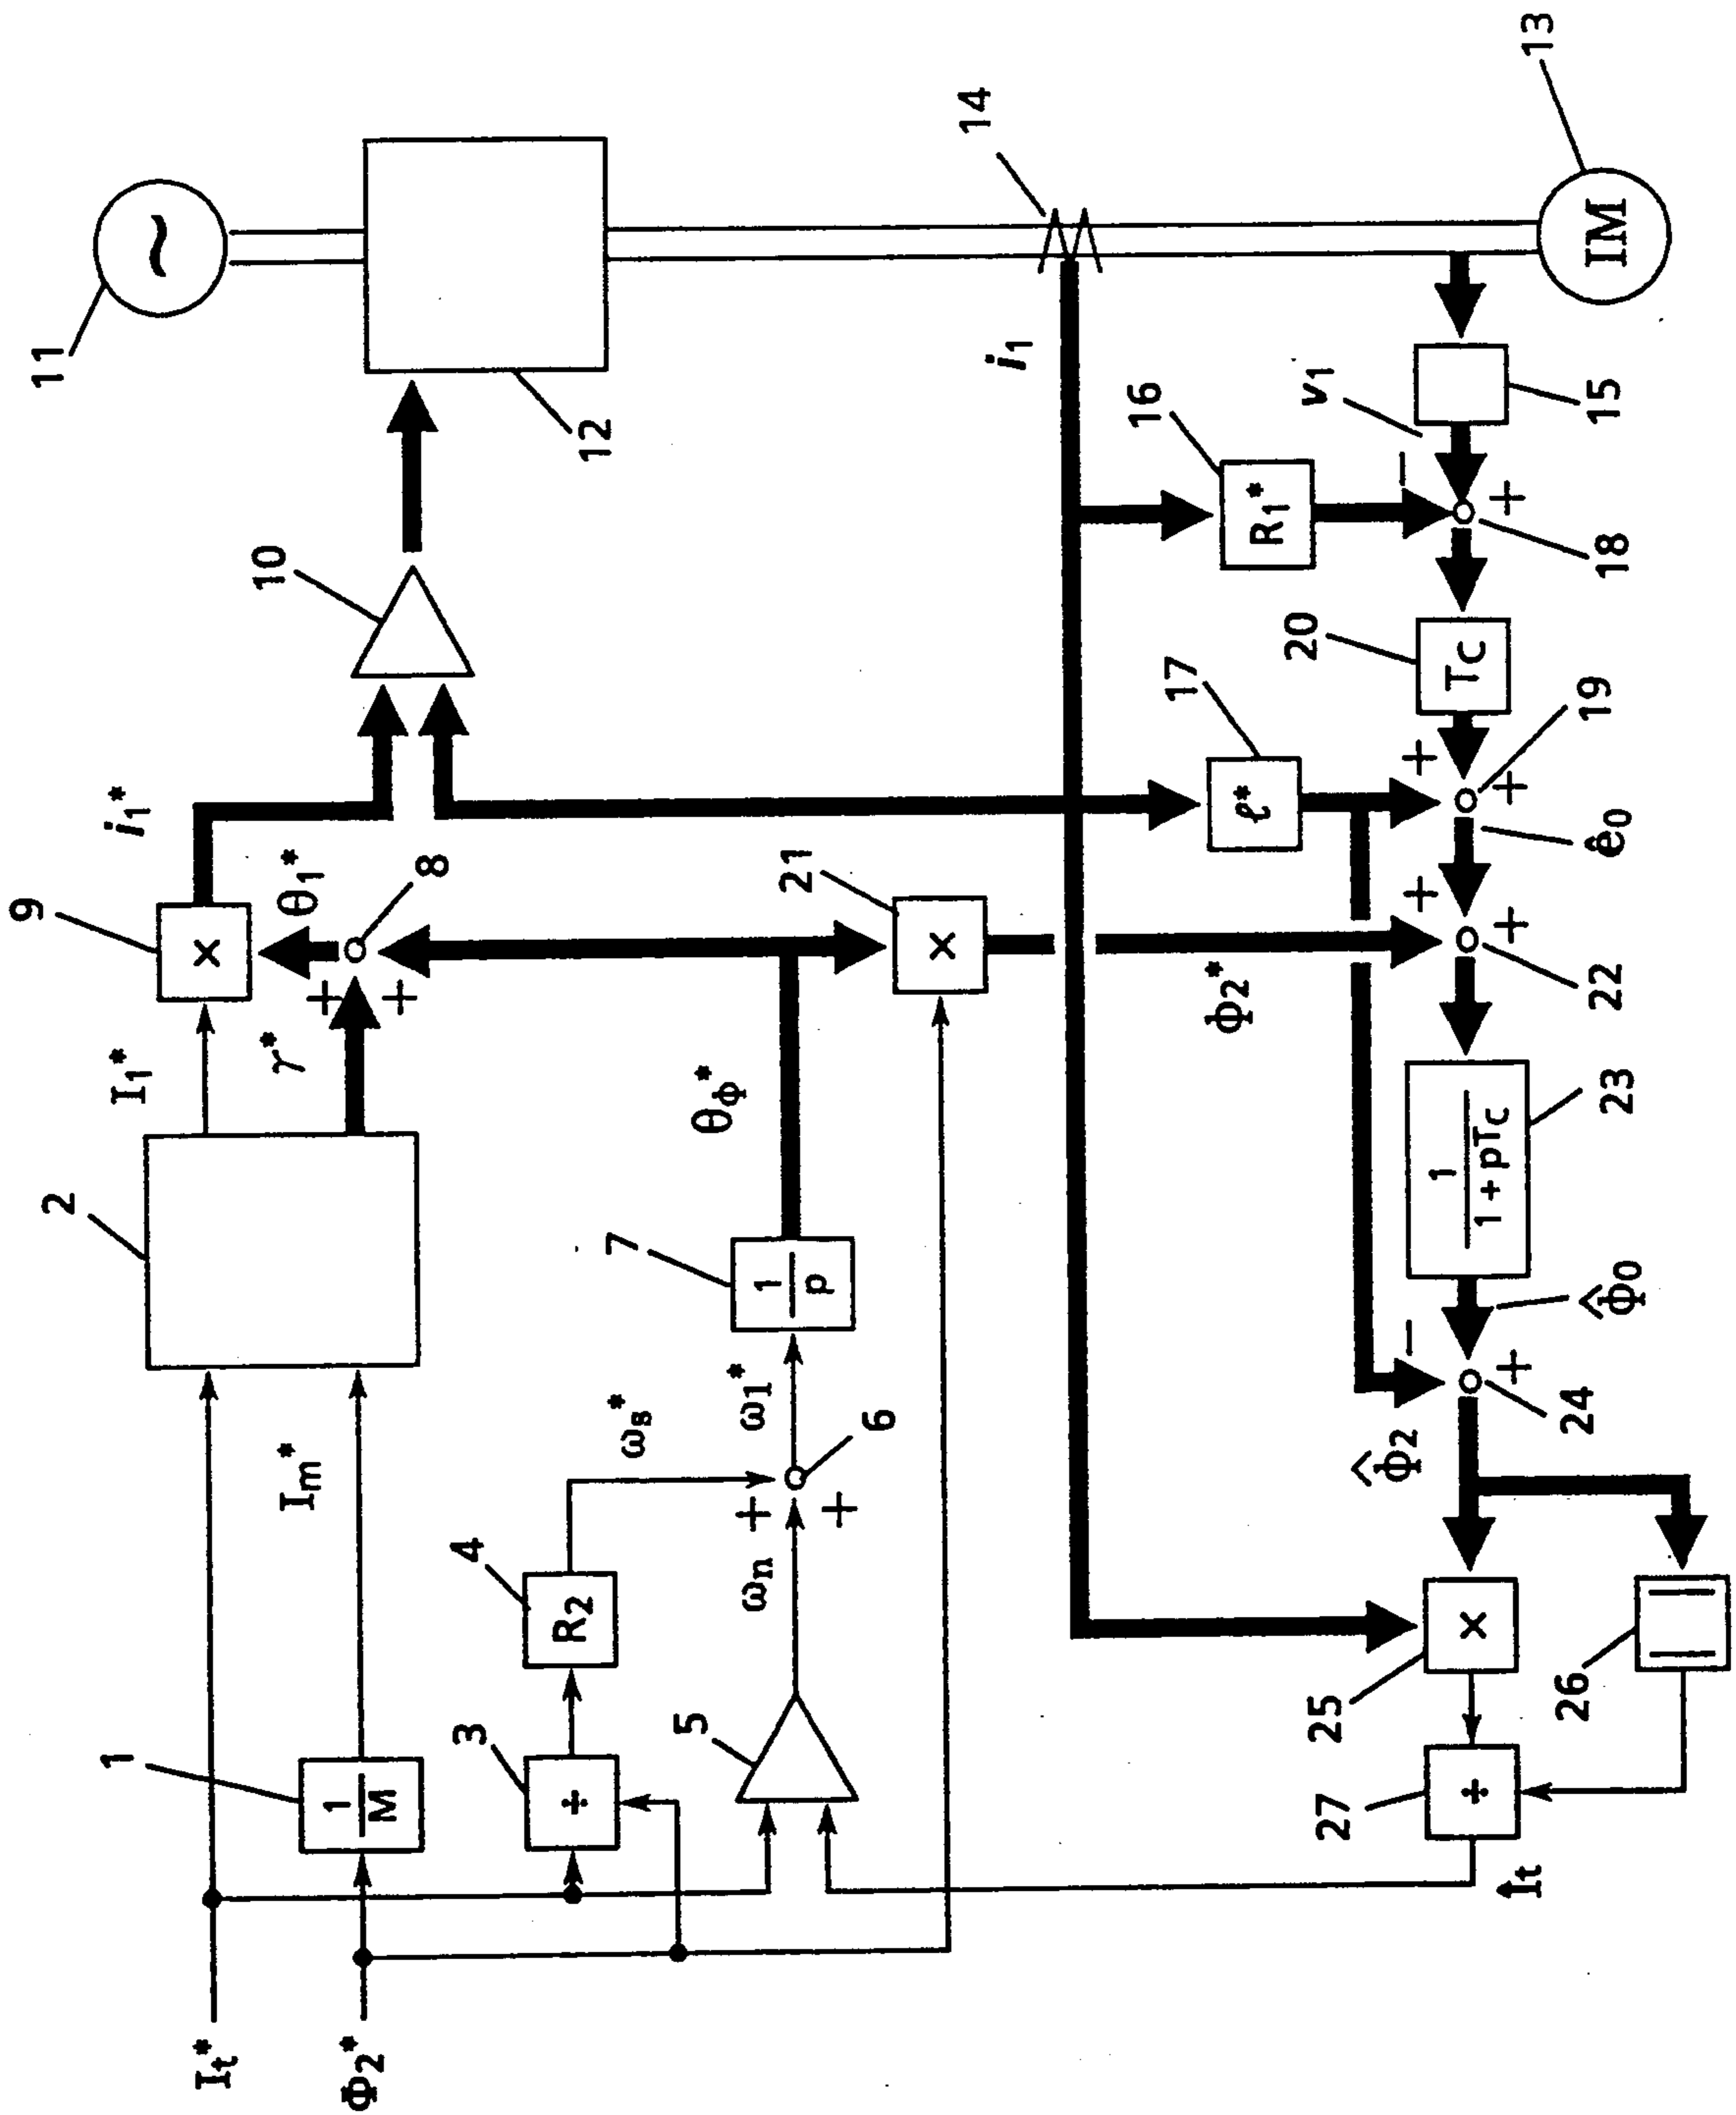 11
~
12
10
9
×
i₁*
θ₁*
8
I₁*
γ*
+
+
2
Iₘ*
1
1
M
Iₜ*
Φ₂*
3
÷
4
R₂
ωₛ*
5
ωₙ
+
+
6
ω₁*
7
1
p
θ_φ*
21
×
14
i₁
13
IM
15
v₁
16
R₁*
−
+
18
20
Tc
17
ℓ*
+
+
19
ê₀
φ₂*
+
+
22
23
1
1+pTc
φ̂₀
−
+
24
φ̂₂
25
×
26
| |
27
÷
Îₜ